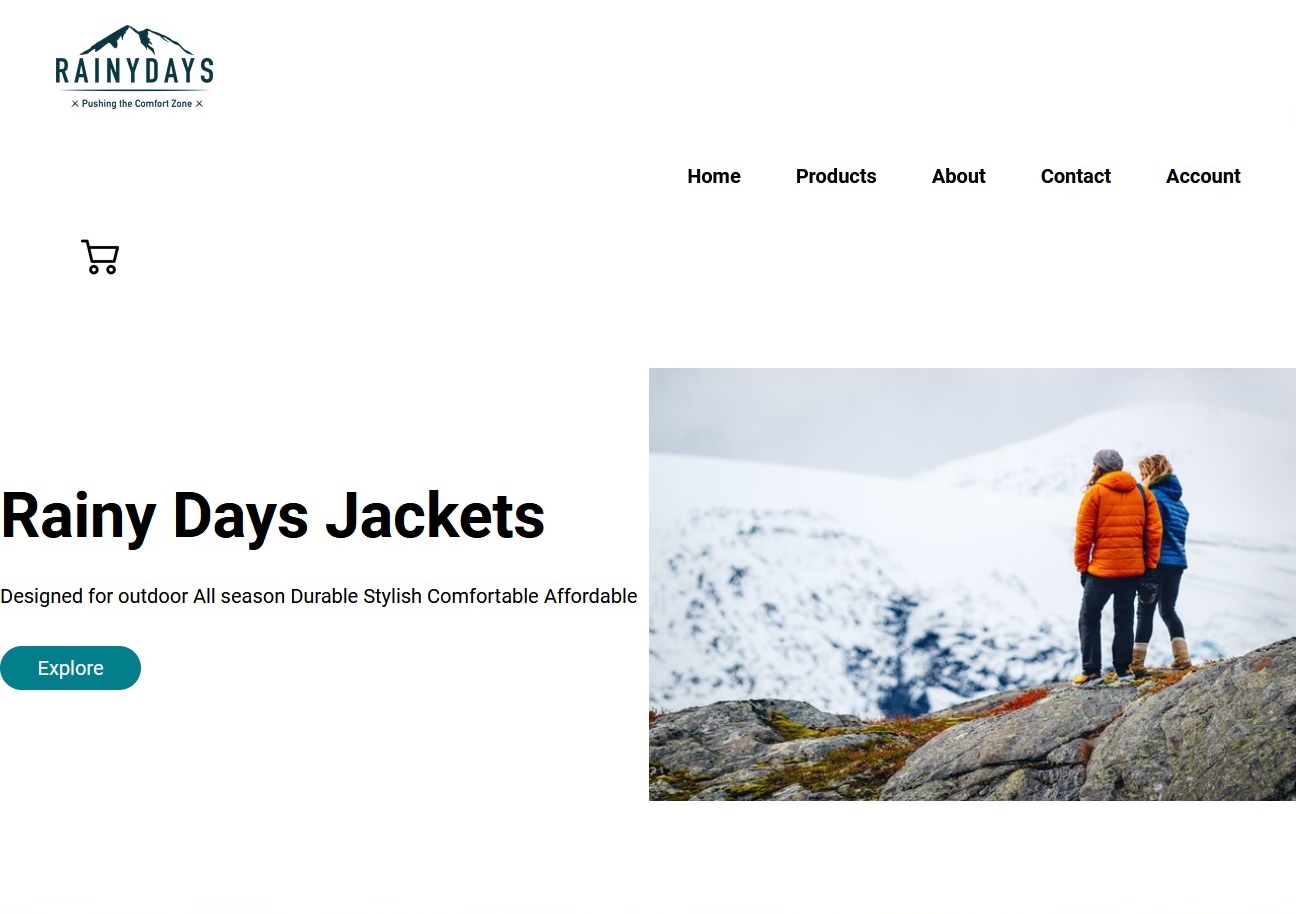 RAINYDAYS
Pushing the Comfort Zone
Home Products About Contact Account
Rainy Days Jackets
Designed for outdoor All season Durable Stylish Comfortable Affordable
Explore